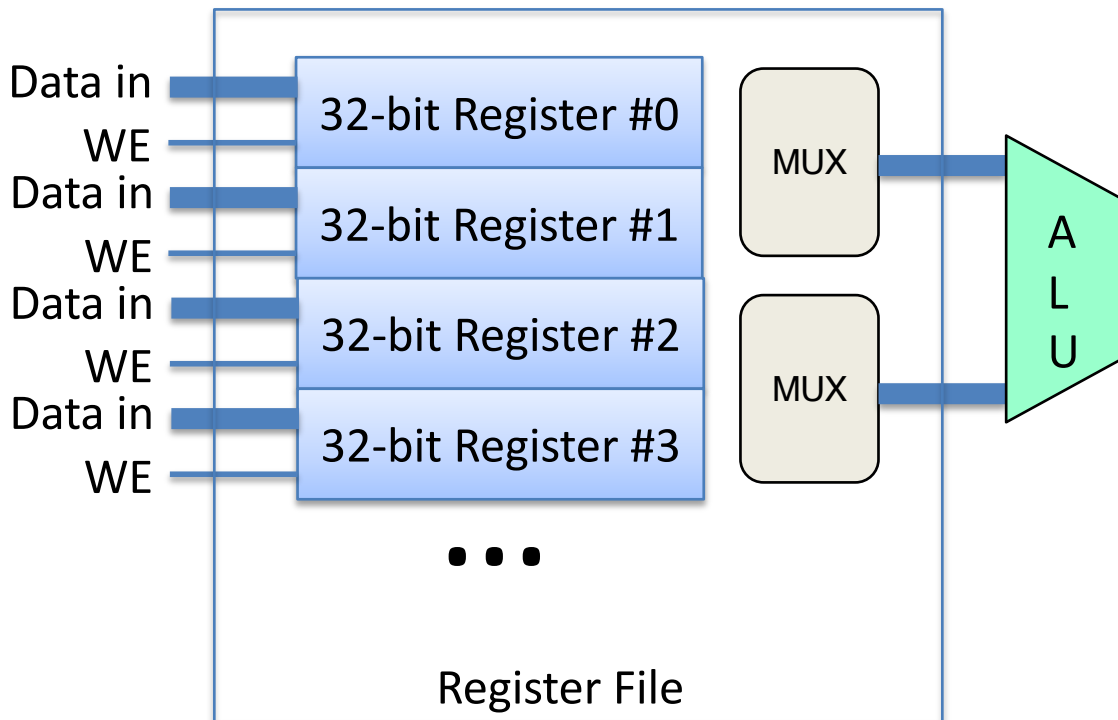 Data in
32-bit Register #0
WE
MUX
Data in
32-bit Register #1
WE
A
L
U
Data in
32-bit Register #2
WE
MUX
Data in
32-bit Register #3
WE
...
Register File